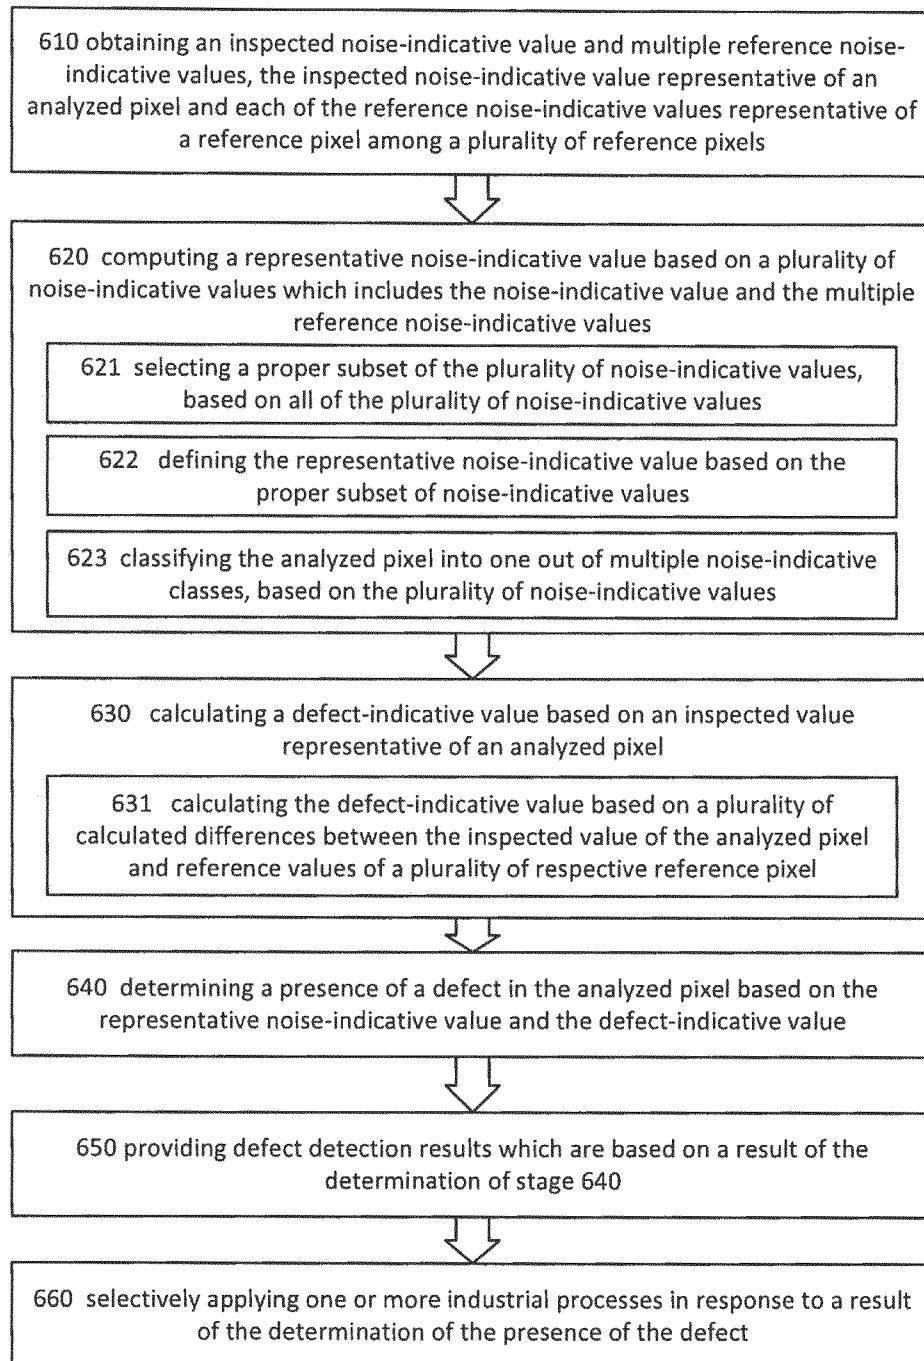 610 obtaining an inspected noise-indicative value and multiple reference noise-
indicative values, the inspected noise-indicative value representative of an
analyzed pixel and each of the reference noise-indicative values representative of
a reference pixel among a plurality of reference pixels
620 computing a representative noise-indicative value based on a plurality of
noise-indicative values which includes the noise-indicative value and the multiple
reference noise-indicative values
621 selecting a proper subset of the plurality of noise-indicative values,
based on all of the plurality of noise-indicative values
622 defining the representative noise-indicative value based on the
proper subset of noise-indicative values
623 classifying the analyzed pixel into one out of multiple noise-indicative
classes, based on the plurality of noise-indicative values
630 calculating a defect-indicative value based on an inspected value
representative of an analyzed pixel
631 calculating the defect-indicative value based on a plurality of
calculated differences between the inspected value of the analyzed pixel
and reference values of a plurality of respective reference pixel
640 determining a presence of a defect in the analyzed pixel based on the
representative noise-indicative value and the defect-indicative value
650 providing defect detection results which are based on a result of the
determination of stage 640
660 selectively applying one or more industrial processes in response to a result
of the determination of the presence of the defect